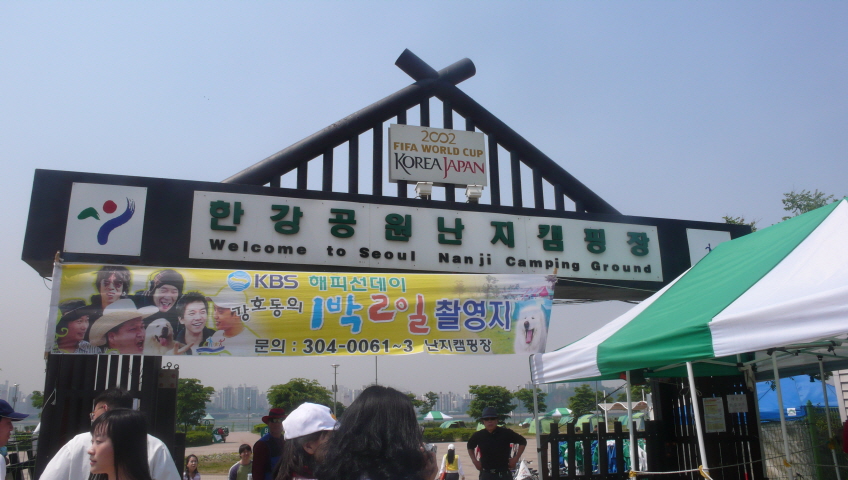 2002
FIFA WORLD CUP
KOREA JAPAN
한강공원난지캠핑장
Welcome to Seoul Nanji Camping Ground
KBS 해피선데이
강호동의 1박2일 촬영지
문의 : 304-0061~3 난지캠핑장